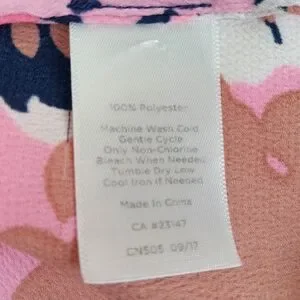 100% Polyester
Machine Wash Cold
Gentle Cycle
Only Non-Chlorine
Bleach When Needed
Tumble Dry Low
Cool Iron if Needed
Made in China
CA #23147
CN505 09/17